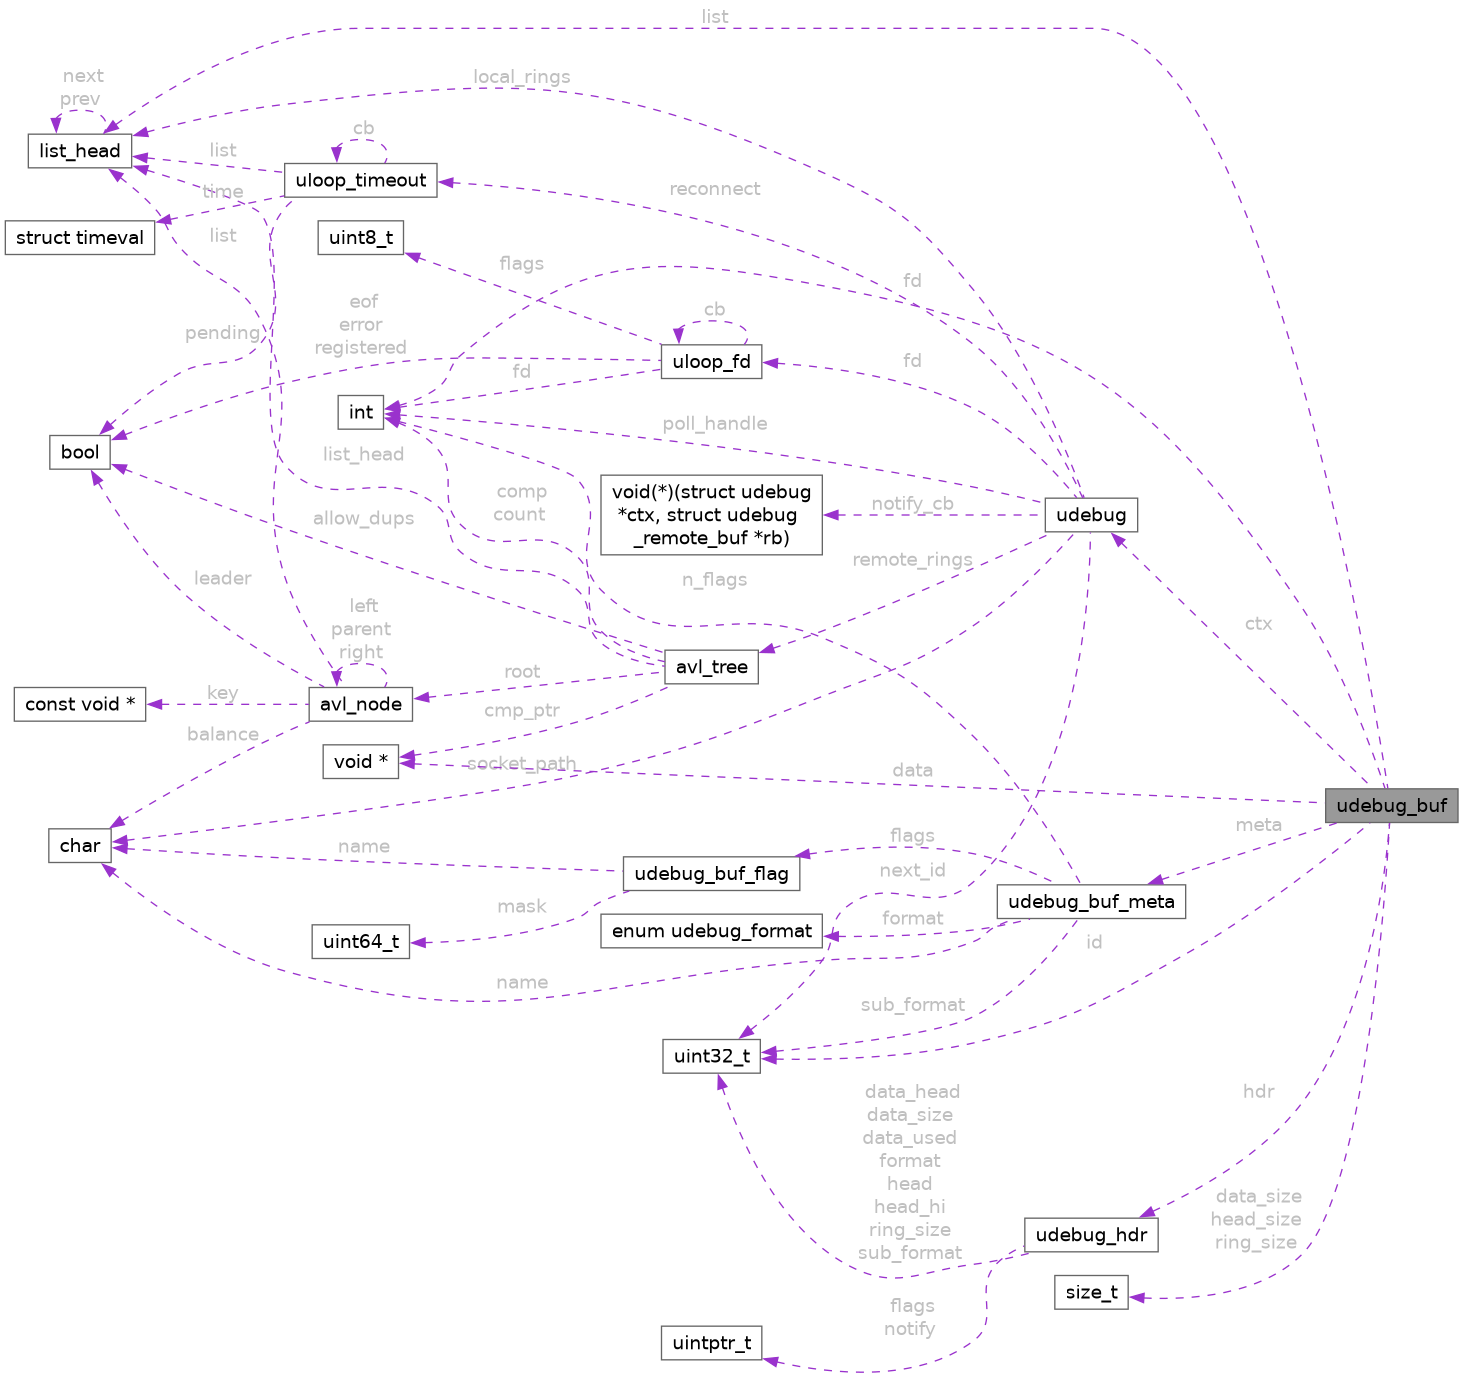 list
local_rings
next
prev
list_head
cb
list
uloop_timeout
time
reconnect
struct timeval
list
uint8_t
flags
fd
eof
error
registered
pending
cb
uloop_fd
fd
fd
int
poll_handle
bool
list_head
comp
count
void(*)(struct udebug
*ctx, struct udebug
_remote_buf *rb)
notify_cb
udebug
allow_dups
remote_rings
leader
n_flags
left
parent
right
ctx
avl_tree
root
const void *
key
avl_node
cmp_ptr
balance
void *
socket_path
data
udebug_buf
char
name
flags
meta
udebug_buf_flag
next_id
mask
udebug_buf_meta
uint64_t
enum udebug_format
format
id
name
sub_format
uint32_t
data_head
data_size
data_used
format
head
head_hi
ring_size
sub_format
hdr
data_size
head_size
ring_size
udebug_hdr
size_t
flags
notify
uintptr_t